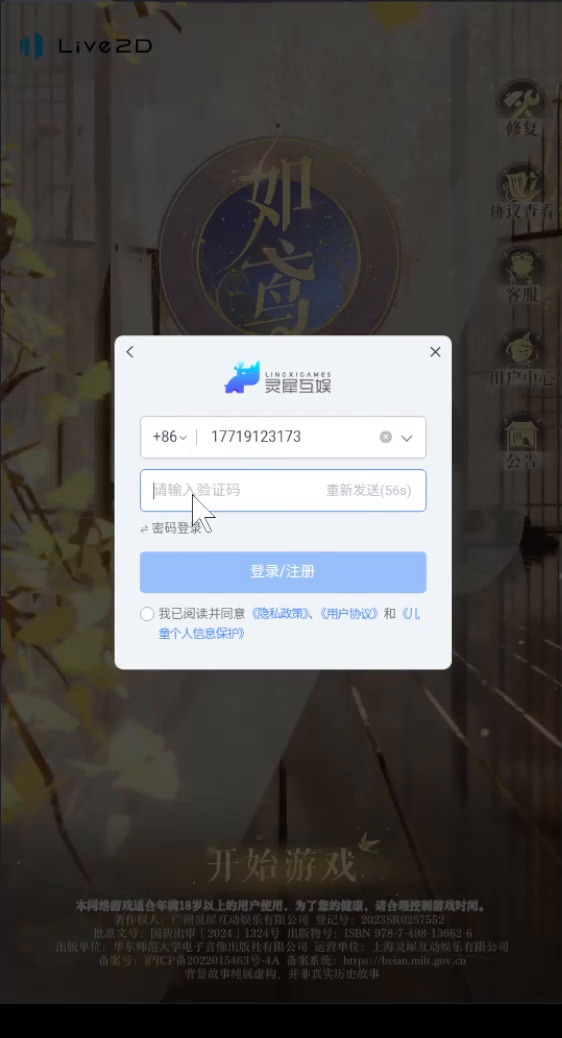 Live2D
修复
协议查看
客服
用户中心
公告
如鸢
LINGXIGAMES
灵犀互娱
+86
17719123173
请输入验证码
重新发送(56s)
⇌ 密码登录
登录/注册
我已阅读并同意《隐私政策》、《用户协议》和《儿
童个人信息保护》
开始游戏
本网络游戏适合年满18岁以上的用户使用,为了您的健康,请合理控制游戏时间。
著作权人:广州灵犀互动娱乐有限公司 登记号:2023SR0257552
批准文号:国新出审[2024]1324号 出版物号:ISBN 978-7-498-13662-6
出版单位:华东师范大学电子音像出版社有限公司 运营单位:上海灵犀互动娱乐有限公司
备案号:沪ICP备2022015463号-4A 备案系统:https://beian.miit.gov.cn
背景故事纯属虚构,并非真实历史故事